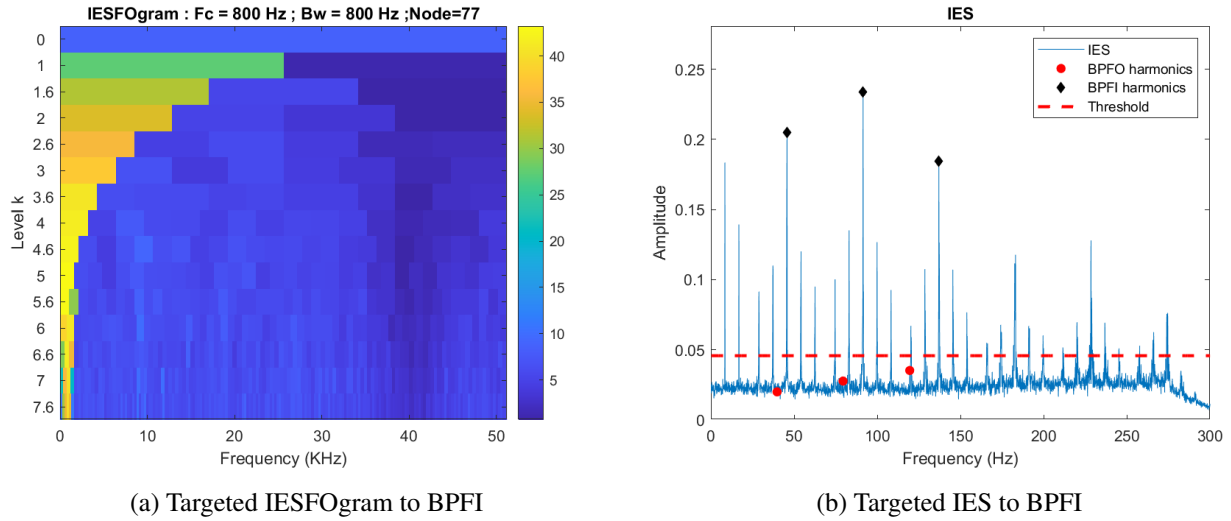 IESFOgram : Fc = 800 Hz ; Bw = 800 Hz ;Node=77
Level k
0
1
1.6
2
2.6
3
3.6
4
4.6
5
5.6
6
6.6
7
7.6
0 10 20 30 40 50
Frequency (KHz)
40
35
30
25
20
15
10
5
(a) Targeted IESFOgram to BPFI
IES
IES
BPFO harmonics
BPFI harmonics
Threshold
Amplitude
0.25
0.2
0.15
0.1
0.05
0
0 50 100 150 200 250 300
Frequency (Hz)
(b) Targeted IES to BPFI